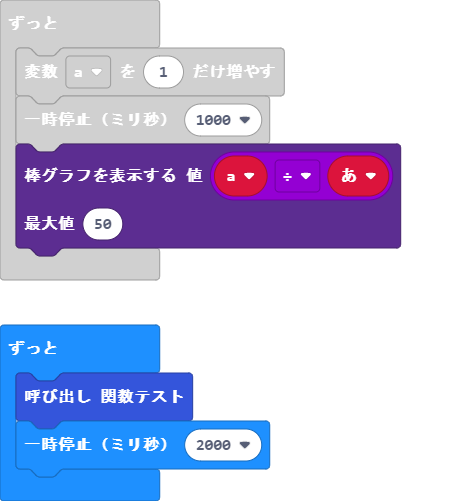 ずっと
変数 a を 1 だけ増やす
一時停止（ミリ秒） 1000
棒グラフを表示する 値 a ÷ あ
最大値 50
ずっと
呼び出し 関数テスト
一時停止（ミリ秒） 2000